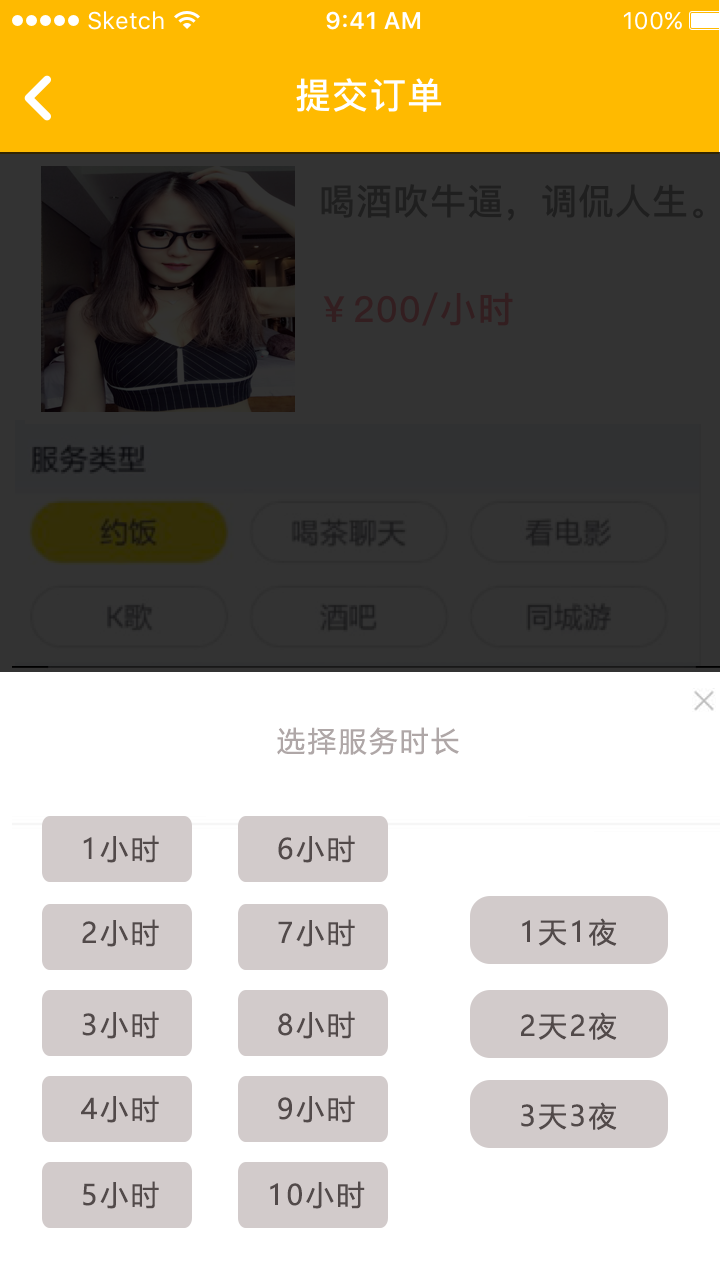 Sketch 9:41 AM 100%
提交订单
喝酒吹牛逼，调侃人生。
￥200/小时
服务类型
约饭 喝茶聊天 看电影
K歌 酒吧 同城游
选择服务时长
1小时 6小时
2小时 7小时 1天1夜
3小时 8小时 2天2夜
4小时 9小时 3天3夜
5小时 10小时